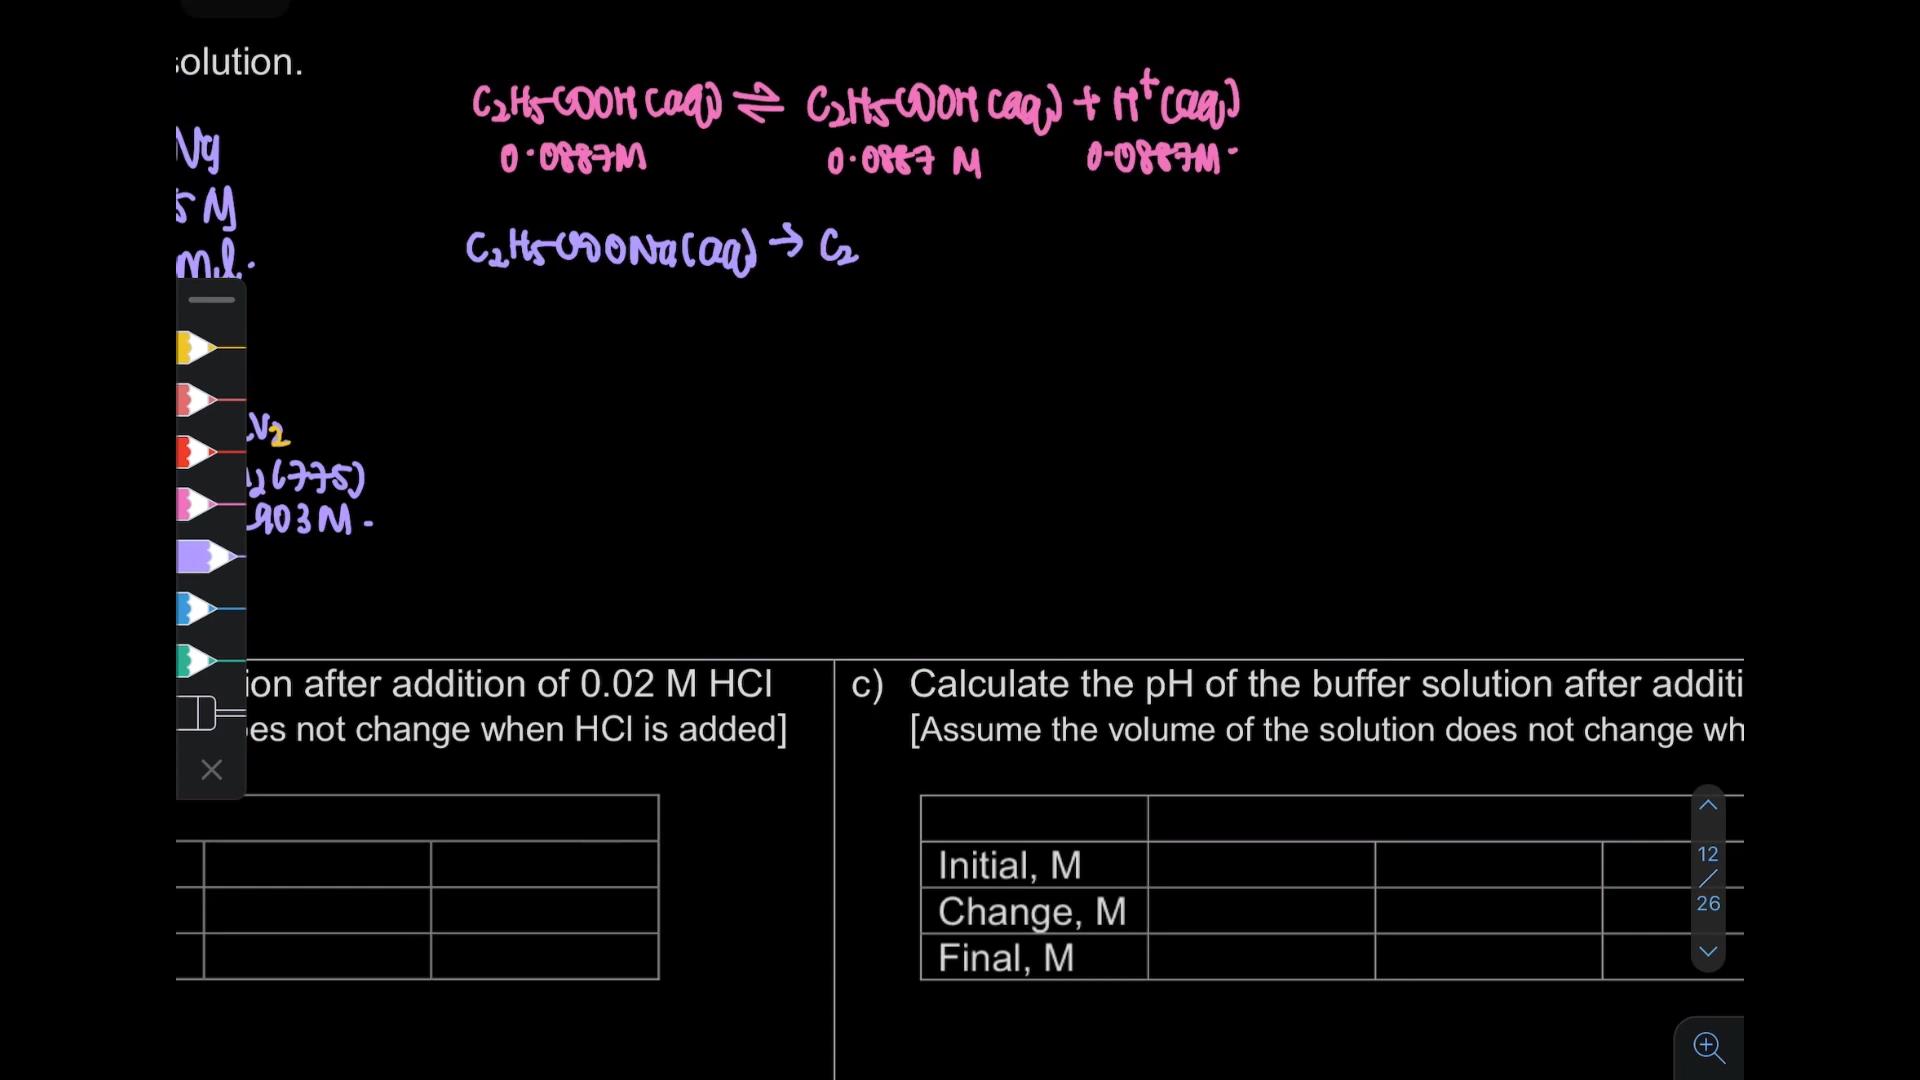 solution.
C₂H₅COOH (aq) ⇌ C₂H₅COOH (aq) + H⁺ (aq)
0.0887M 0.0887 M 0.0887M.
5 M
ml.
C₂H₅COONa (aq) → C₂
V₂
(775)
903 M.
ion after addition of 0.02 M HCl
es not change when HCl is added]
c) Calculate the pH of the buffer solution after additi
[Assume the volume of the solution does not change wh
Initial, M
Change, M
Final, M
12
/
26